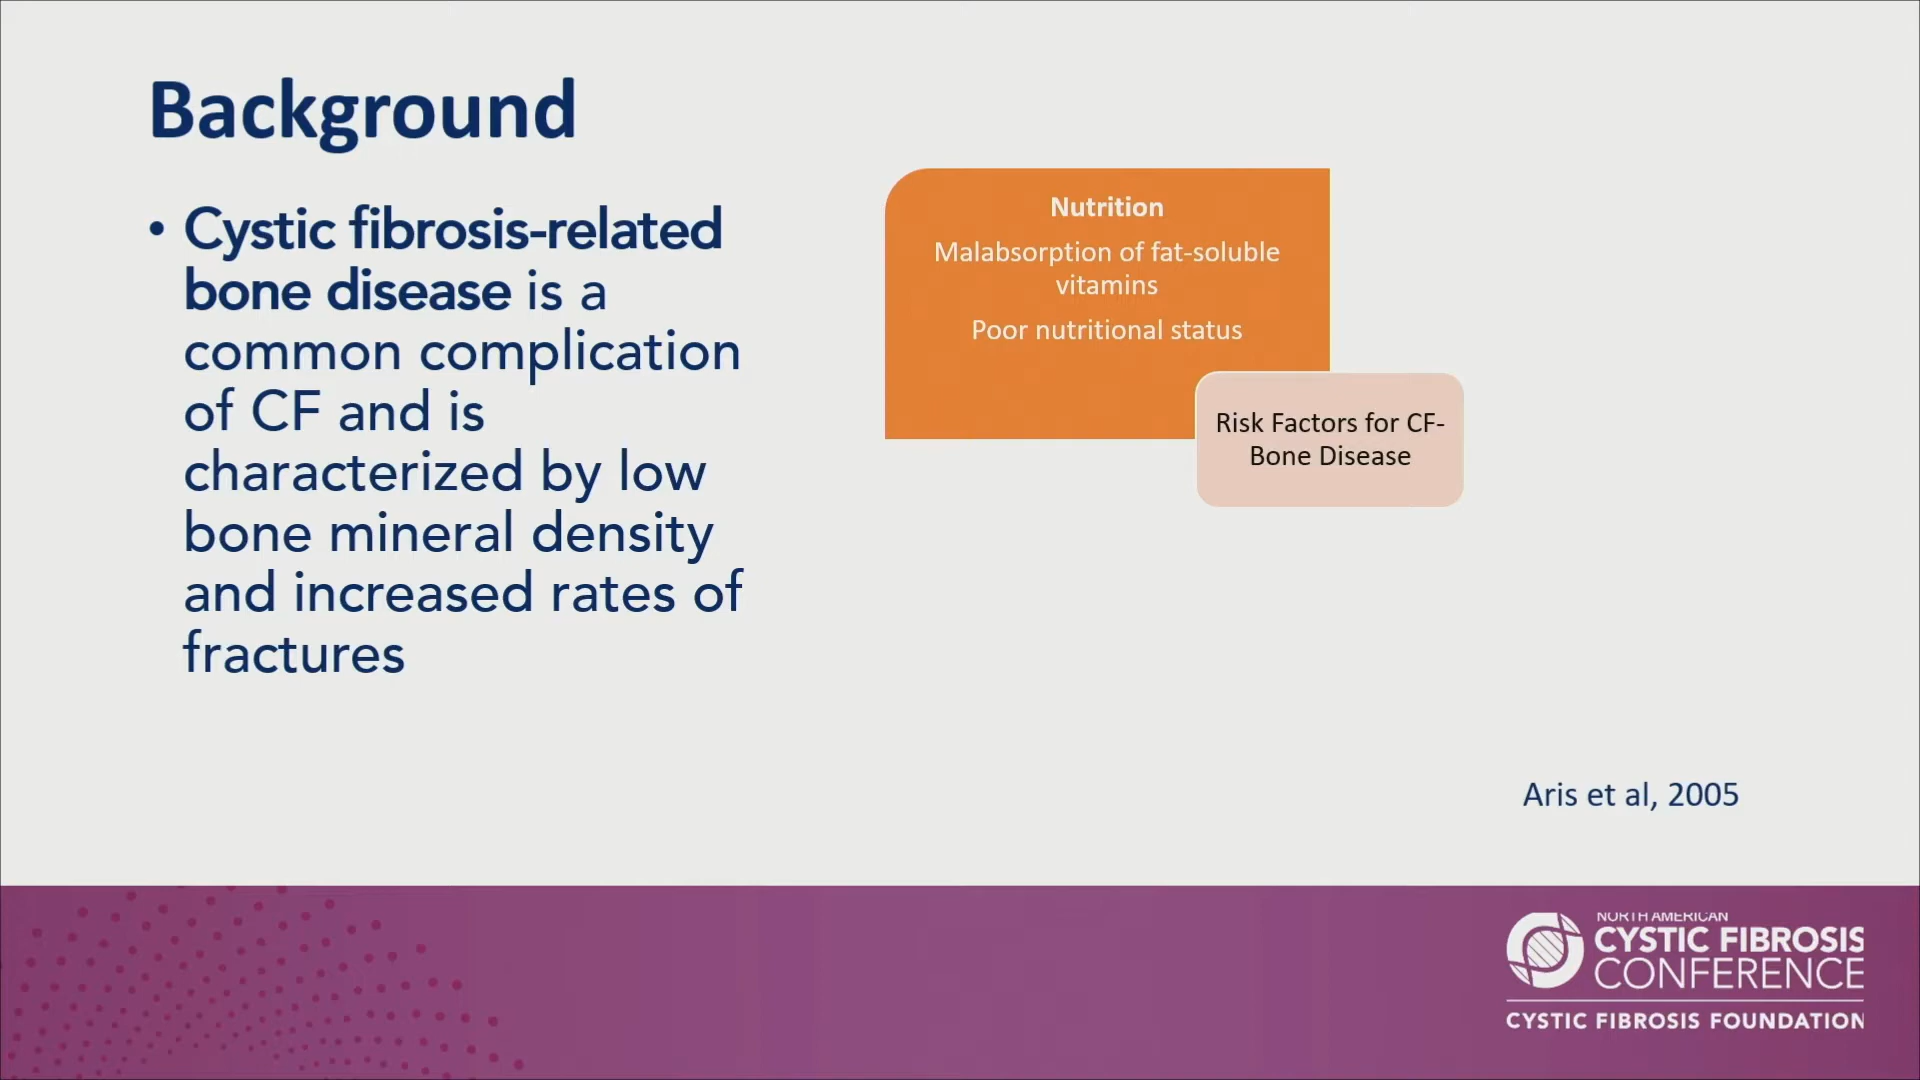 Background
• Cystic fibrosis-related
bone disease is a
common complication
of CF and is
characterized by low
bone mineral density
and increased rates of
fractures
Nutrition
Malabsorption of fat-soluble
vitamins
Poor nutritional status
Risk Factors for CF-
Bone Disease
Aris et al, 2005
NORTH AMERICAN
CYSTIC FIBROSIS
CONFERENCE
CYSTIC FIBROSIS FOUNDATION